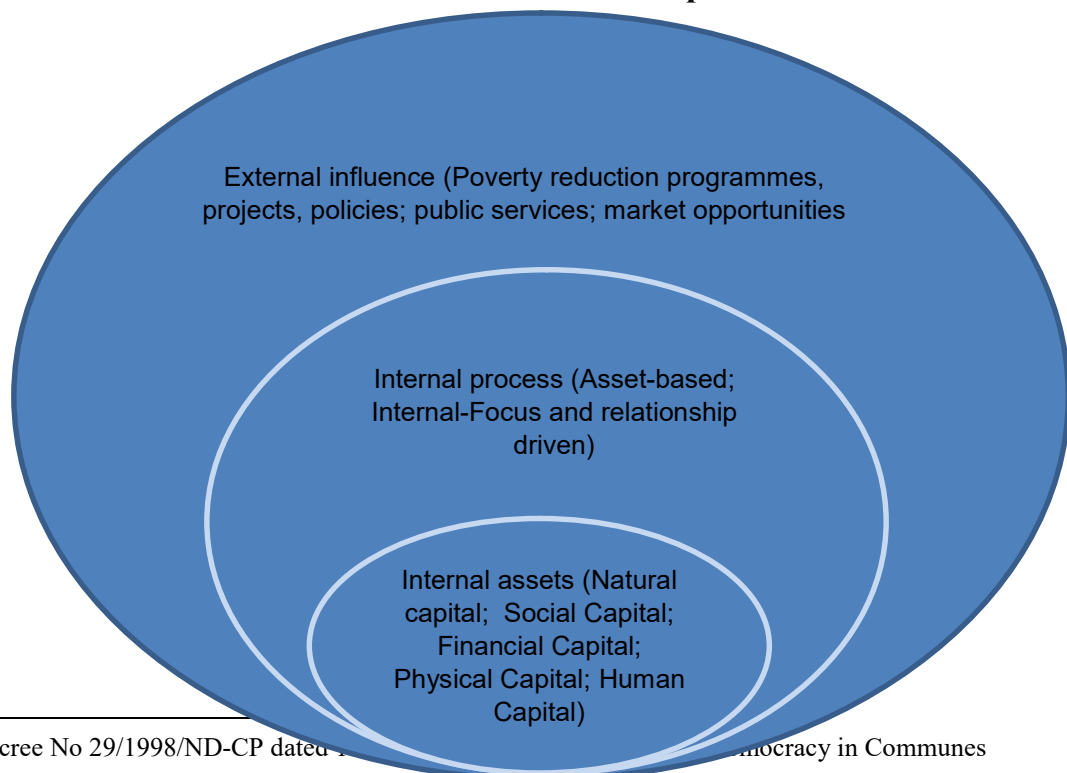 External influence (Poverty reduction programmes,
projects, policies; public services; market opportunities
Internal process (Asset-based;
Internal-Focus and relationship
driven)
Internal assets (Natural
capital; Social Capital;
Financial Capital;
Physical Capital; Human
Capital)
No 29/1998/ND-CP dated in Communes